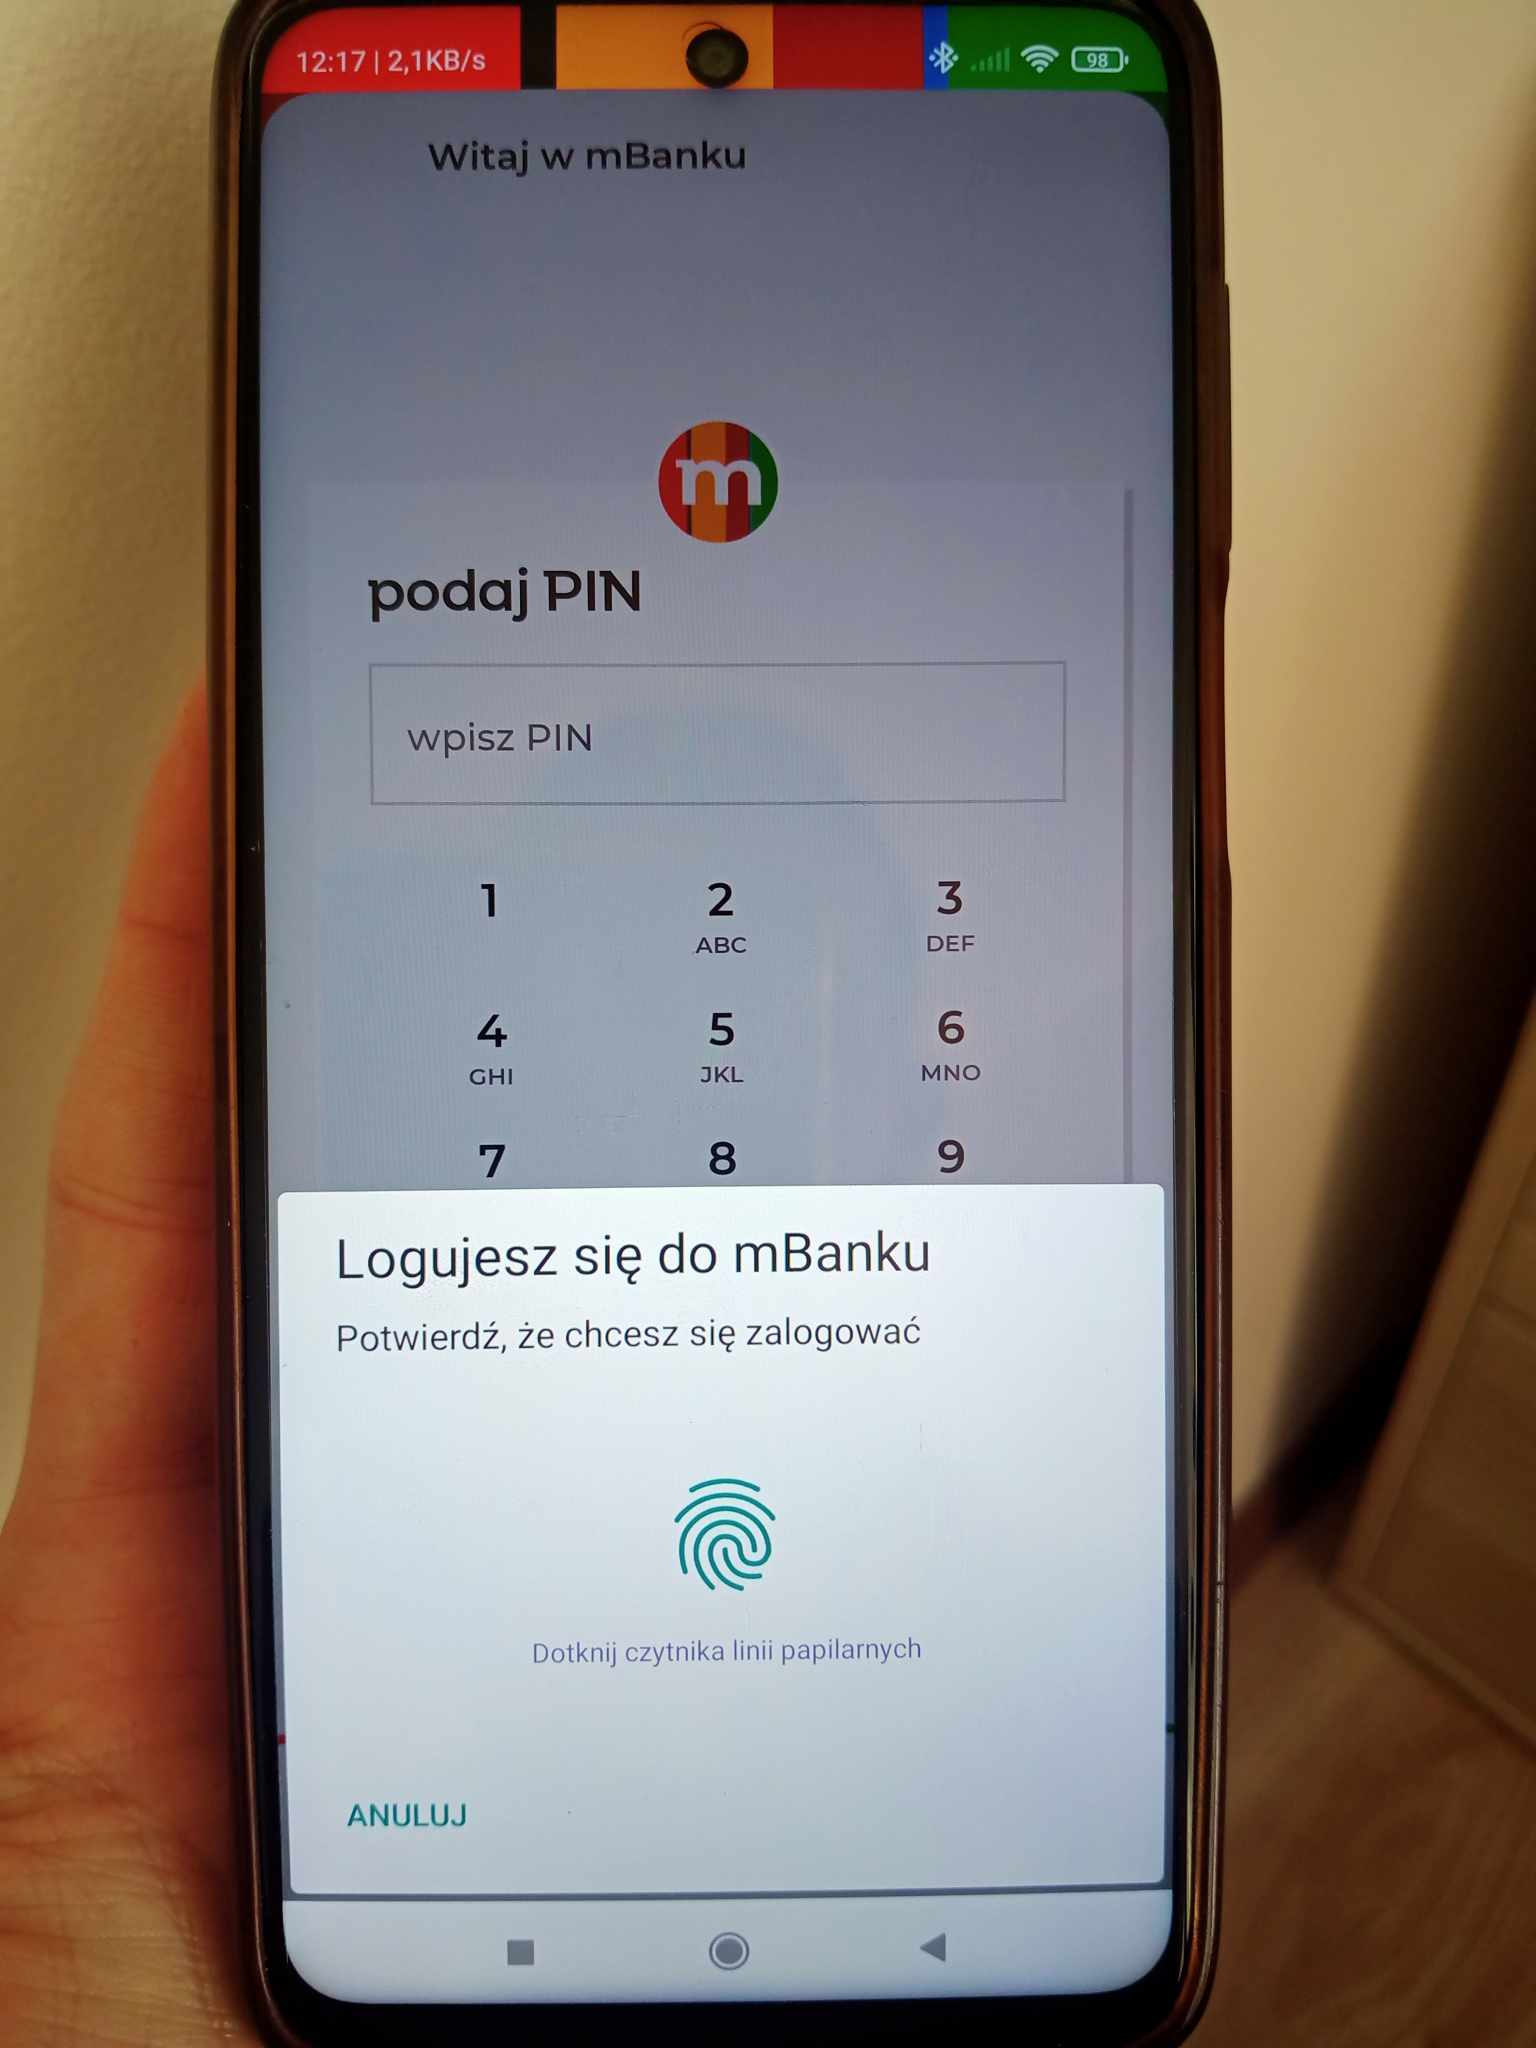 12:17 | 2,1KB/s
98
Witaj w mBanku
m
podaj PIN
wpisz PIN
1 2 3
ABC DEF
4 5 6
GHI JKL MNO
7 8 9
Logujesz się do mBanku
Potwierdź, że chcesz się zalogować
Dotknij czytnika linii papilarnych
ANULUJ